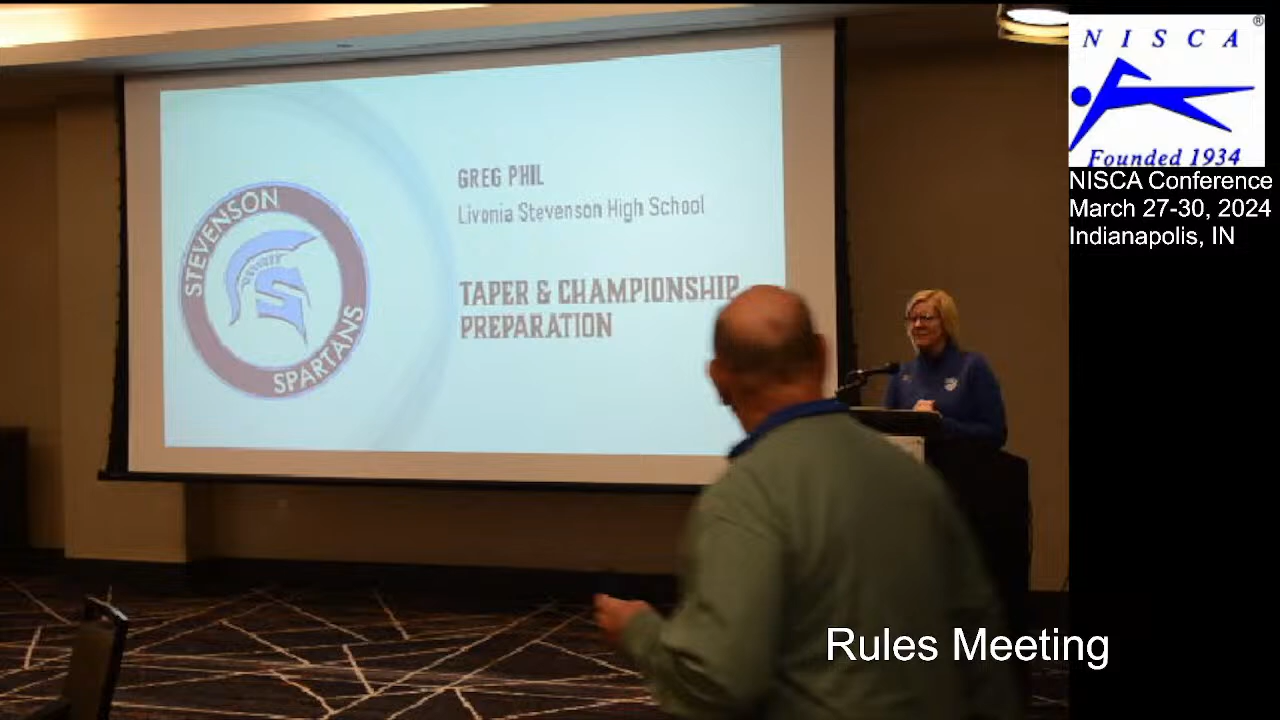 STEVENSON
SPARTANS
GREG PHIL
Livonia Stevenson High School
TAPER & CHAMPIONSHIP
PREPARATION
NISCA®
Founded 1934
NISCA Conference
March 27-30, 2024
Indianapolis, IN
Rules Meeting